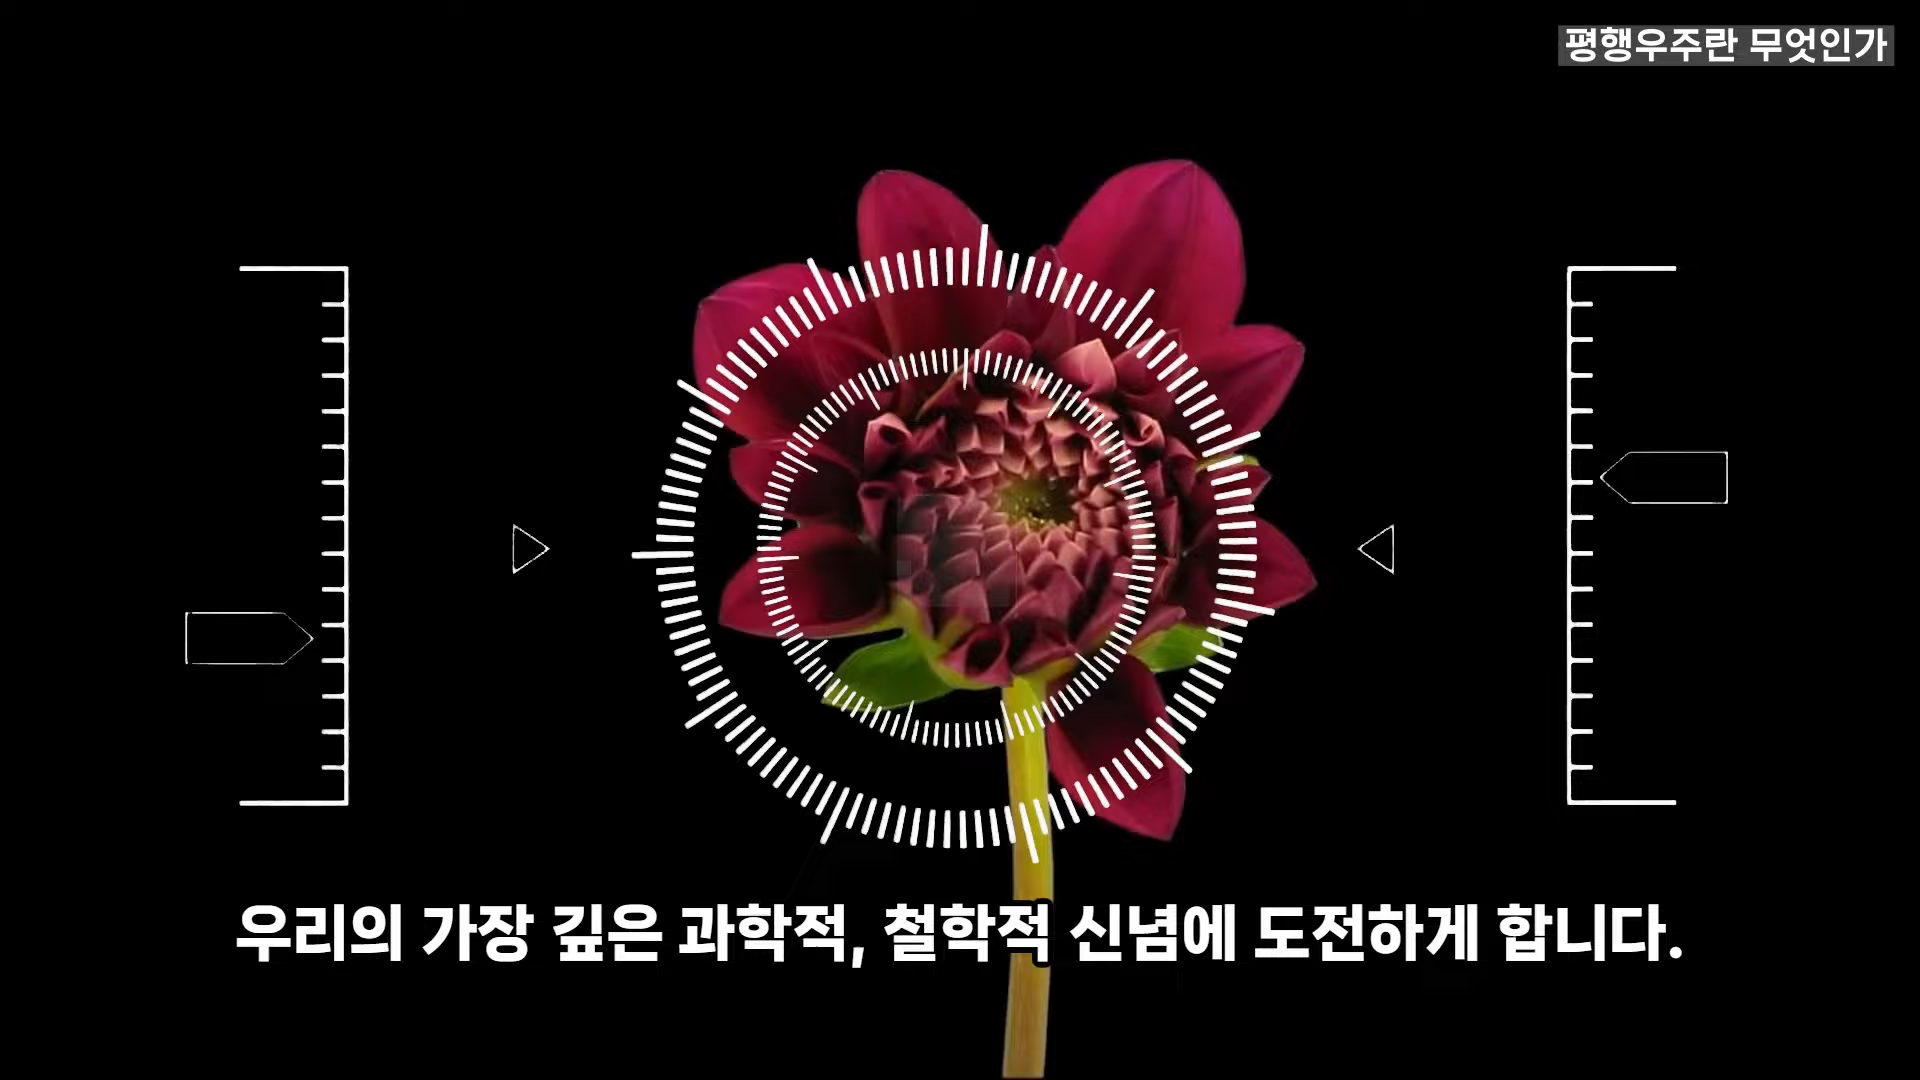 평행우주란 무엇인가
우리의 가장 깊은 과학적, 철학적 신념에 도전하게 합니다.